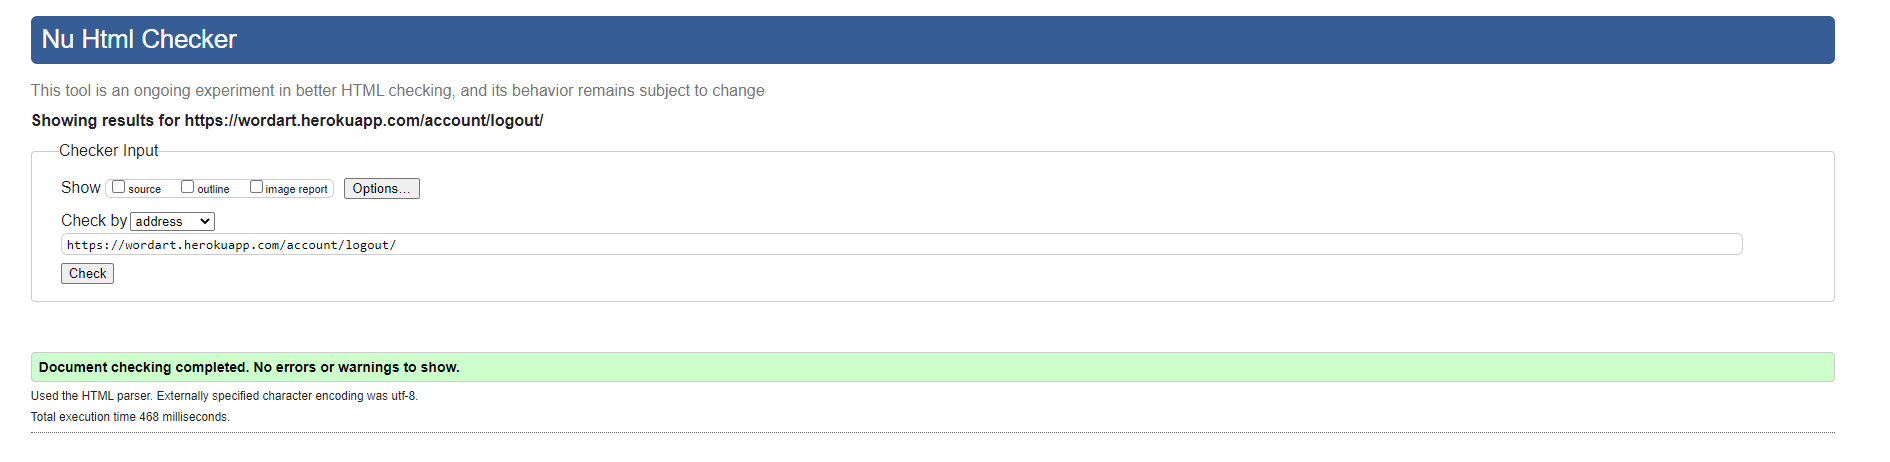 Nu Html Checker
This tool is an ongoing experiment in better HTML checking, and its behavior remains subject to change
Showing results for https://wordart.herokuapp.com/account/logout/
Checker Input
Show source outline image report Options...
Check by address
https://wordart.herokuapp.com/account/logout/
Check
Document checking completed. No errors or warnings to show.
Used the HTML parser. Externally specified character encoding was utf-8.
Total execution time 468 milliseconds.